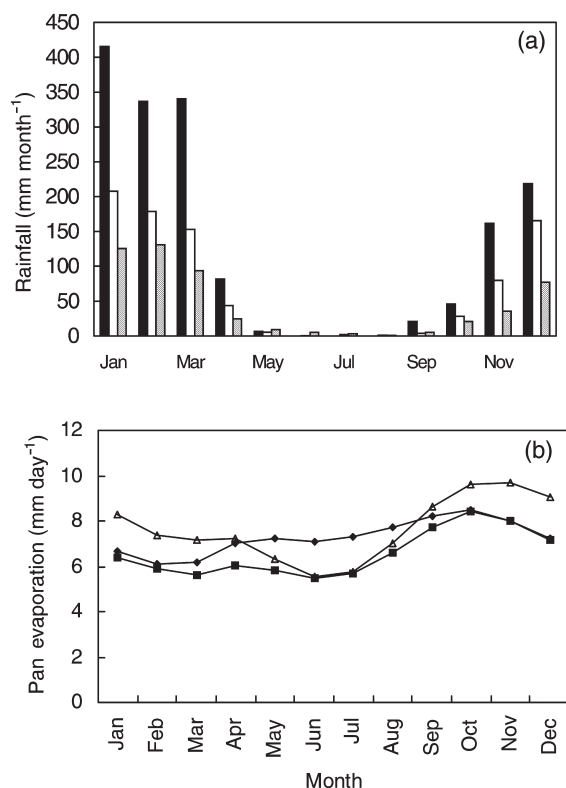 (a)
Rainfall (mm month⁻¹)
450
400
350
300
250
200
150
100
50
0
Jan Mar May Jul Sep Nov
(b)
Pan evaporation (mm day⁻¹)
12
10
8
6
4
2
0
Jan Feb Mar Apr May Jun Jul Aug Sep Oct Nov Dec
Month